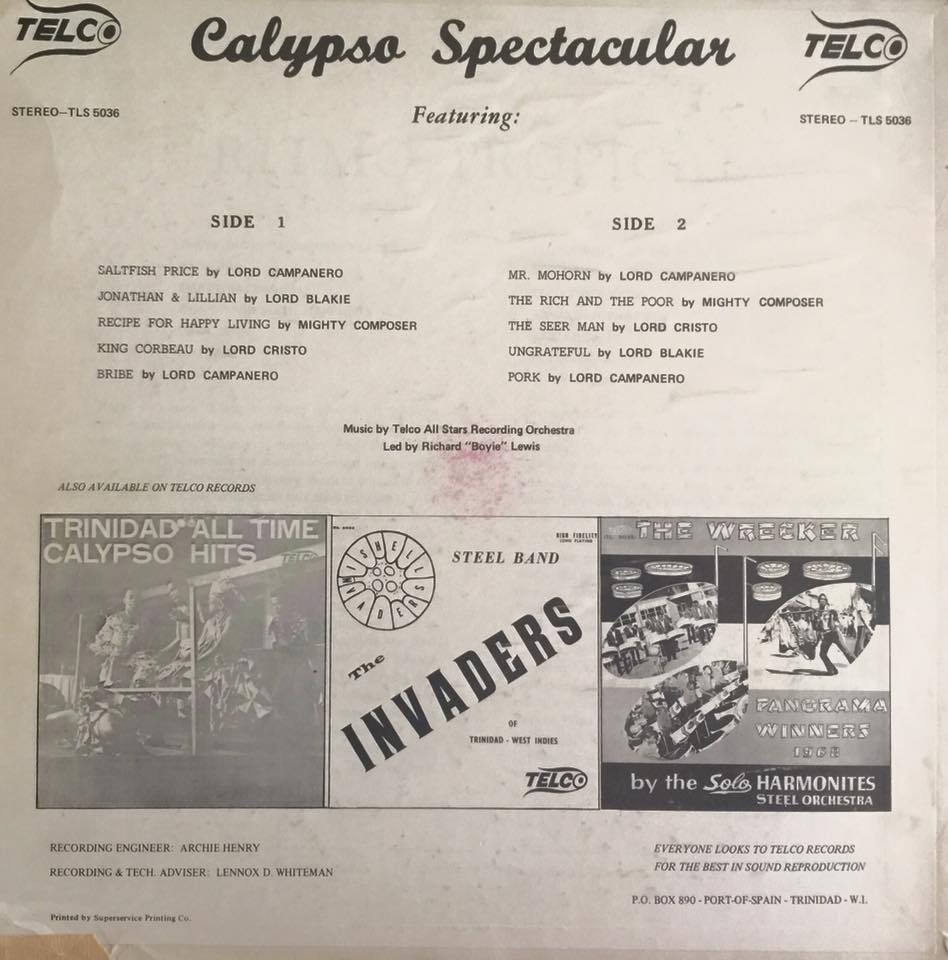 TELCO
Calypso Spectacular
TELCO
STEREO-TLS 5036
Featuring:
STEREO - TLS 5036
SIDE 1
SALTFISH PRICE by LORD CAMPANERO
JONATHAN & LILLIAN by LORD BLAKIE
RECIPE FOR HAPPY LIVING by MIGHTY COMPOSER
KING CORBEAU by LORD CRISTO
BRIBE by LORD CAMPANERO
SIDE 2
MR. MOHORN by LORD CAMPANERO
THE RICH AND THE POOR by MIGHTY COMPOSER
THE SEER MAN by LORD CRISTO
UNGRATEFUL by LORD BLAKIE
PORK by LORD CAMPANERO
Music by Telco All Stars Recording Orchestra
Led by Richard "Boyie" Lewis
ALSO AVAILABLE ON TELCO RECORDS
TRINIDAD ALL TIME
CALYPSO HITS
TELCO
HIGH FIDELITY
LONG PLAYING
SHELL
INVADERS
STEEL BAND
The
INVADERS
OF
TRINIDAD - WEST INDIES
TELCO
THE WRECKER
PANORAMA
WINNERS
1968
by the Solo HARMONITES
STEEL ORCHESTRA
RECORDING ENGINEER: ARCHIE HENRY
RECORDING & TECH. ADVISER: LENNOX D. WHITEMAN
EVERYONE LOOKS TO TELCO RECORDS
FOR THE BEST IN SOUND REPRODUCTION
P.O. BOX 890 - PORT-OF-SPAIN - TRINIDAD - W.I.
Printed by Superservice Printing Co.